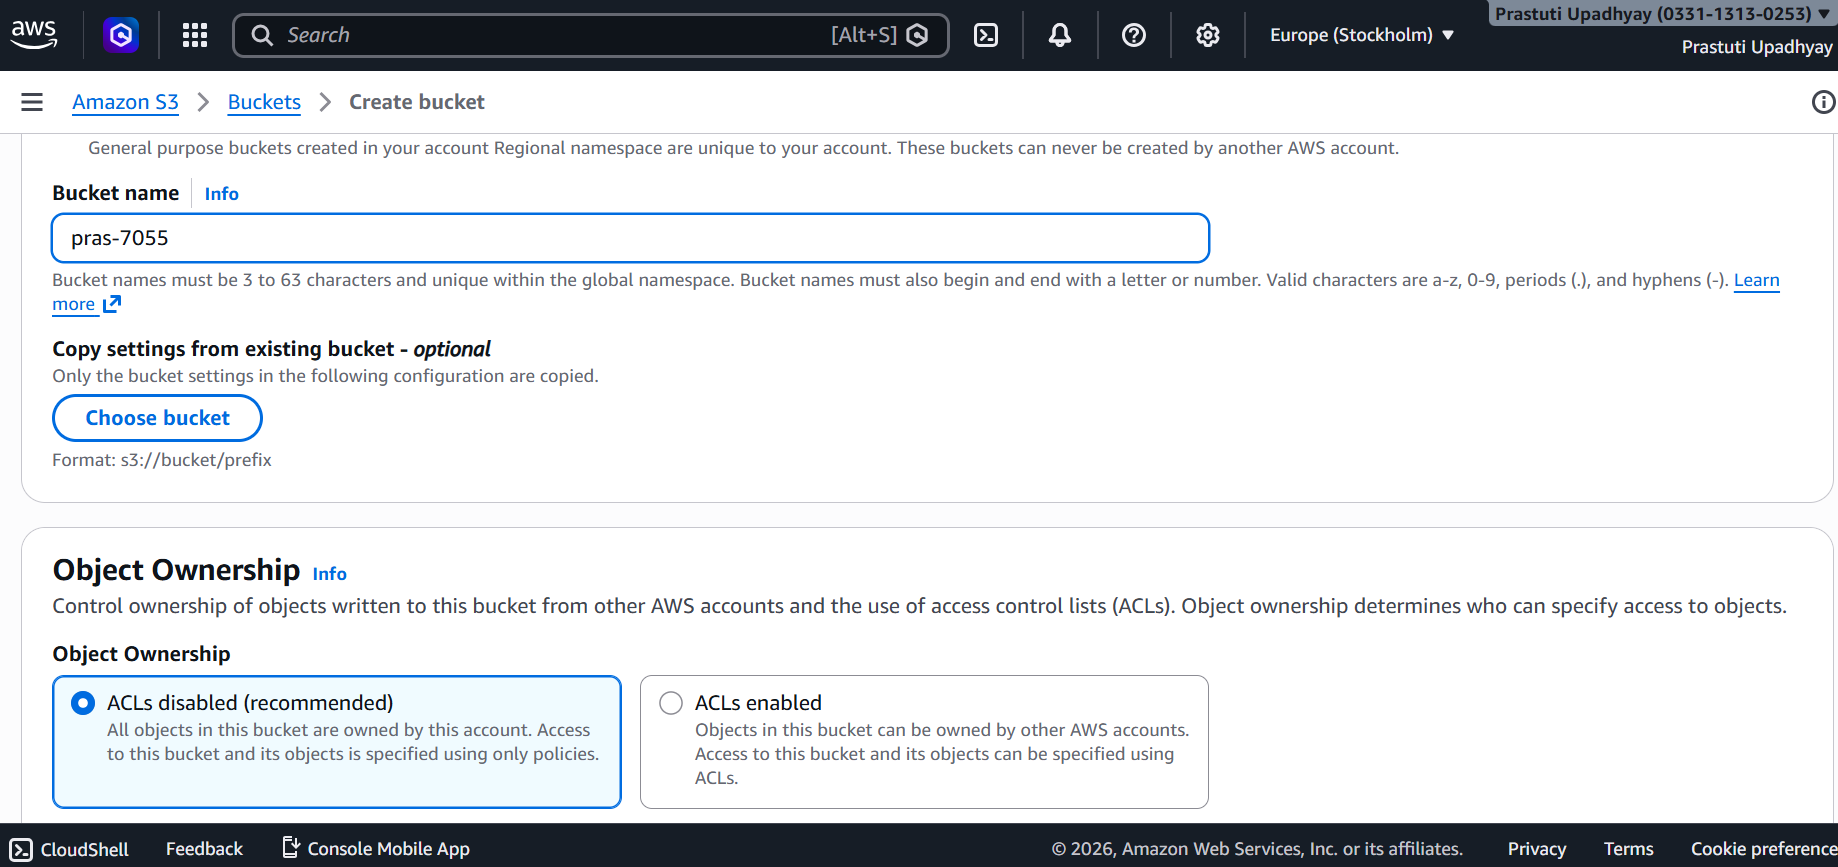 aws
Search [Alt+S]
Europe (Stockholm)
Prastuti Upadhyay (0331-1313-0253)
Prastuti Upadhyay
Amazon S3 > Buckets > Create bucket
General purpose buckets created in your account Regional namespace are unique to your account. These buckets can never be created by another AWS account.
Bucket name Info
pras-7055
Bucket names must be 3 to 63 characters and unique within the global namespace. Bucket names must also begin and end with a letter or number. Valid characters are a-z, 0-9, periods (.), and hyphens (-). Learn
more
Copy settings from existing bucket - optional
Only the bucket settings in the following configuration are copied.
Choose bucket
Format: s3://bucket/prefix
Object Ownership Info
Control ownership of objects written to this bucket from other AWS accounts and the use of access control lists (ACLs). Object ownership determines who can specify access to objects.
Object Ownership
ACLs disabled (recommended)
All objects in this bucket are owned by this account. Access
to this bucket and its objects is specified using only policies.
ACLs enabled
Objects in this bucket can be owned by other AWS accounts.
Access to this bucket and its objects can be specified using
ACLs.
CloudShell Feedback Console Mobile App © 2026, Amazon Web Services, Inc. or its affiliates. Privacy Terms Cookie preference